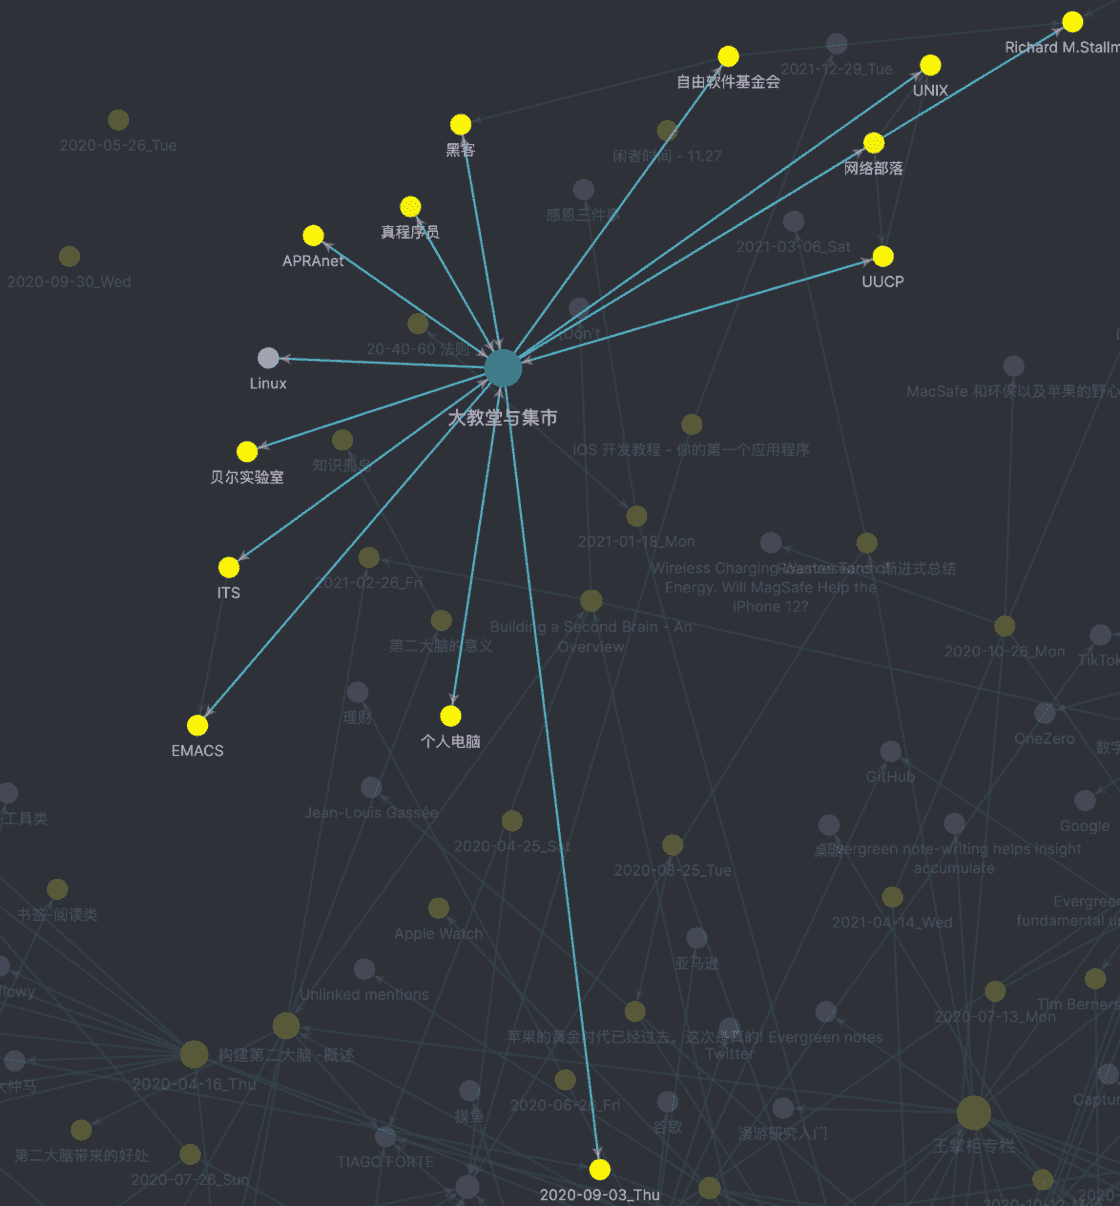 Richard M.Stallm
自由软件基金会
2021-12-29_Tue
UNIX
2020-05-26_Tue
黑客
闲者时间 - 11.27
网络部落
感恩三件事
真程序员
2021-03-06_Sat
APRAnet
2020-09-30_Wed
UUCP
Don't
20-40-60 法则
Linux
MacSafe 和环保以及苹果的野心
大教堂与集市
iOS 开发教程 - 你的第一个应用程序
知识孤岛
贝尔实验室
2021-01-18_Mon
Wireless Charging Wastes Tons of
Energy. Will MagSafe Help the
iPhone 12?
渐进式总结
2021-02-26_Fri
ITS
Building a Second Brain - An
Overview
第二大脑的意义
2020-10-26_Mon
TikTok
理财
OneZero
个人电脑
数字
EMACS
GitHub
Jean-Louis Gassée
工具类
Google
2020-04-25_Sat
Evergreen note-writing helps insight
accumulate
2020-08-25_Tue
书签-阅读类
Evergreen
fundamental un
2021-04-14_Wed
Apple Watch
亚马逊
flowy
Unlinked mentions
Tim Berners
2020-07-13_Mon
苹果的黄金时代已经过去。这次是真的!
Evergreen notes
Twitter
构建第二大脑 -概述
2020-04-16_Thu
大仲马
Captur
2020-06-26_Fri
摸鱼
谷歌
漫游研究入门
王掌柜专栏
第二大脑带来的好处
TIAGO FORTE
2020-07-26_Sun
2020-09-03_Thu
2020-10-12_Mon
2020-